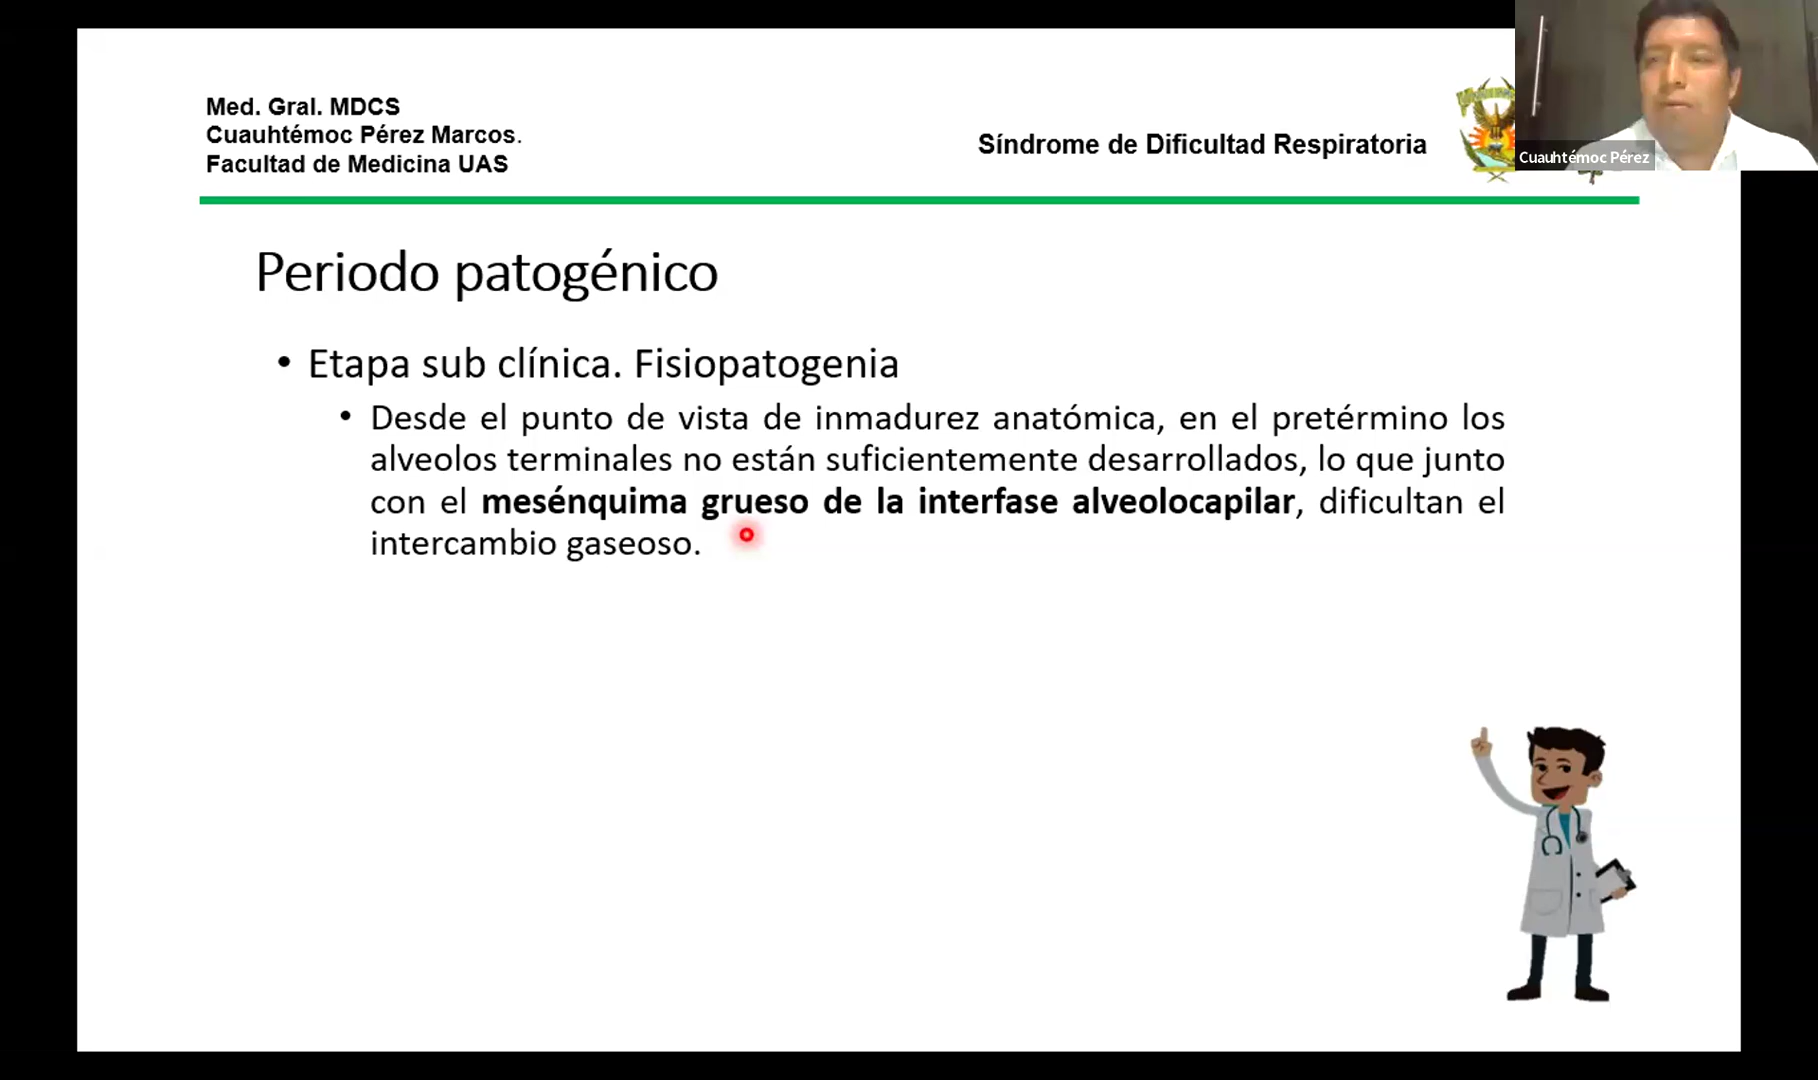 Med. Gral. MDCS
Cuauhtémoc Pérez Marcos.
Facultad de Medicina UAS
Síndrome de Dificultad Respiratoria
Cuauhtémoc Pérez
Periodo patogénico
• Etapa sub clínica. Fisiopatogenia
• Desde el punto de vista de inmadurez anatómica, en el pretérmino los
alveolos terminales no están suficientemente desarrollados, lo que junto
con el mesénquima grueso de la interfase alveolocapilar, dificultan el
intercambio gaseoso.